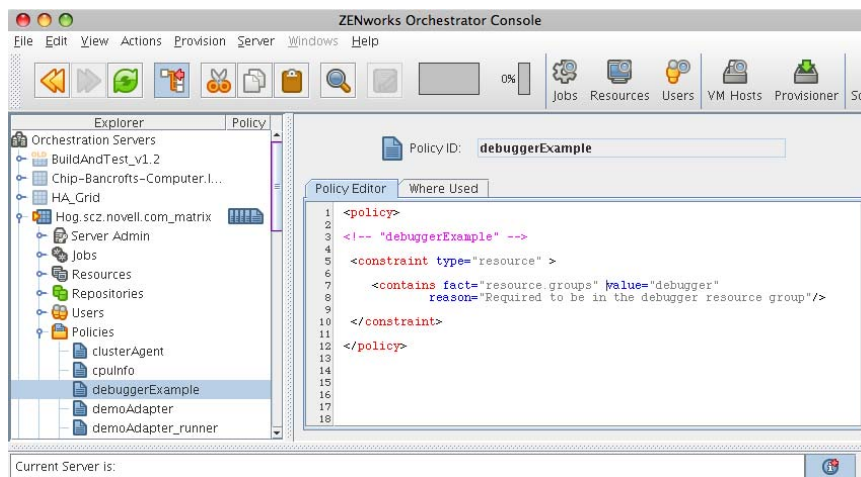 ZENworks Orchestrator Console
File Edit View Actions Provision Server Windows Help
0%
Jobs Resources Users VM Hosts Provisioner
Explorer Policy
Orchestration Servers
OLD
BuildAndTest_v1.2
Chip-Bancrofts-Computer.l...
HA_Grid
Hog.scz.novell.com_matrix
Server Admin
Jobs
Resources
Repositories
Users
Policies
clusterAgent
cpuInfo
debuggerExample
demoAdapter
demoAdapter_runner
Policy ID: debuggerExample
Policy Editor Where Used
1 <policy>
2
3 <!-- "debuggerExample" -->
4
5 <constraint type="resource" >
6
7 <contains fact="resource.groups" value="debugger"
8 reason="Required to be in the debugger resource group"/>
9
10 </constraint>
11
12 </policy>
13
14
15
16
17
18
Current Server is: